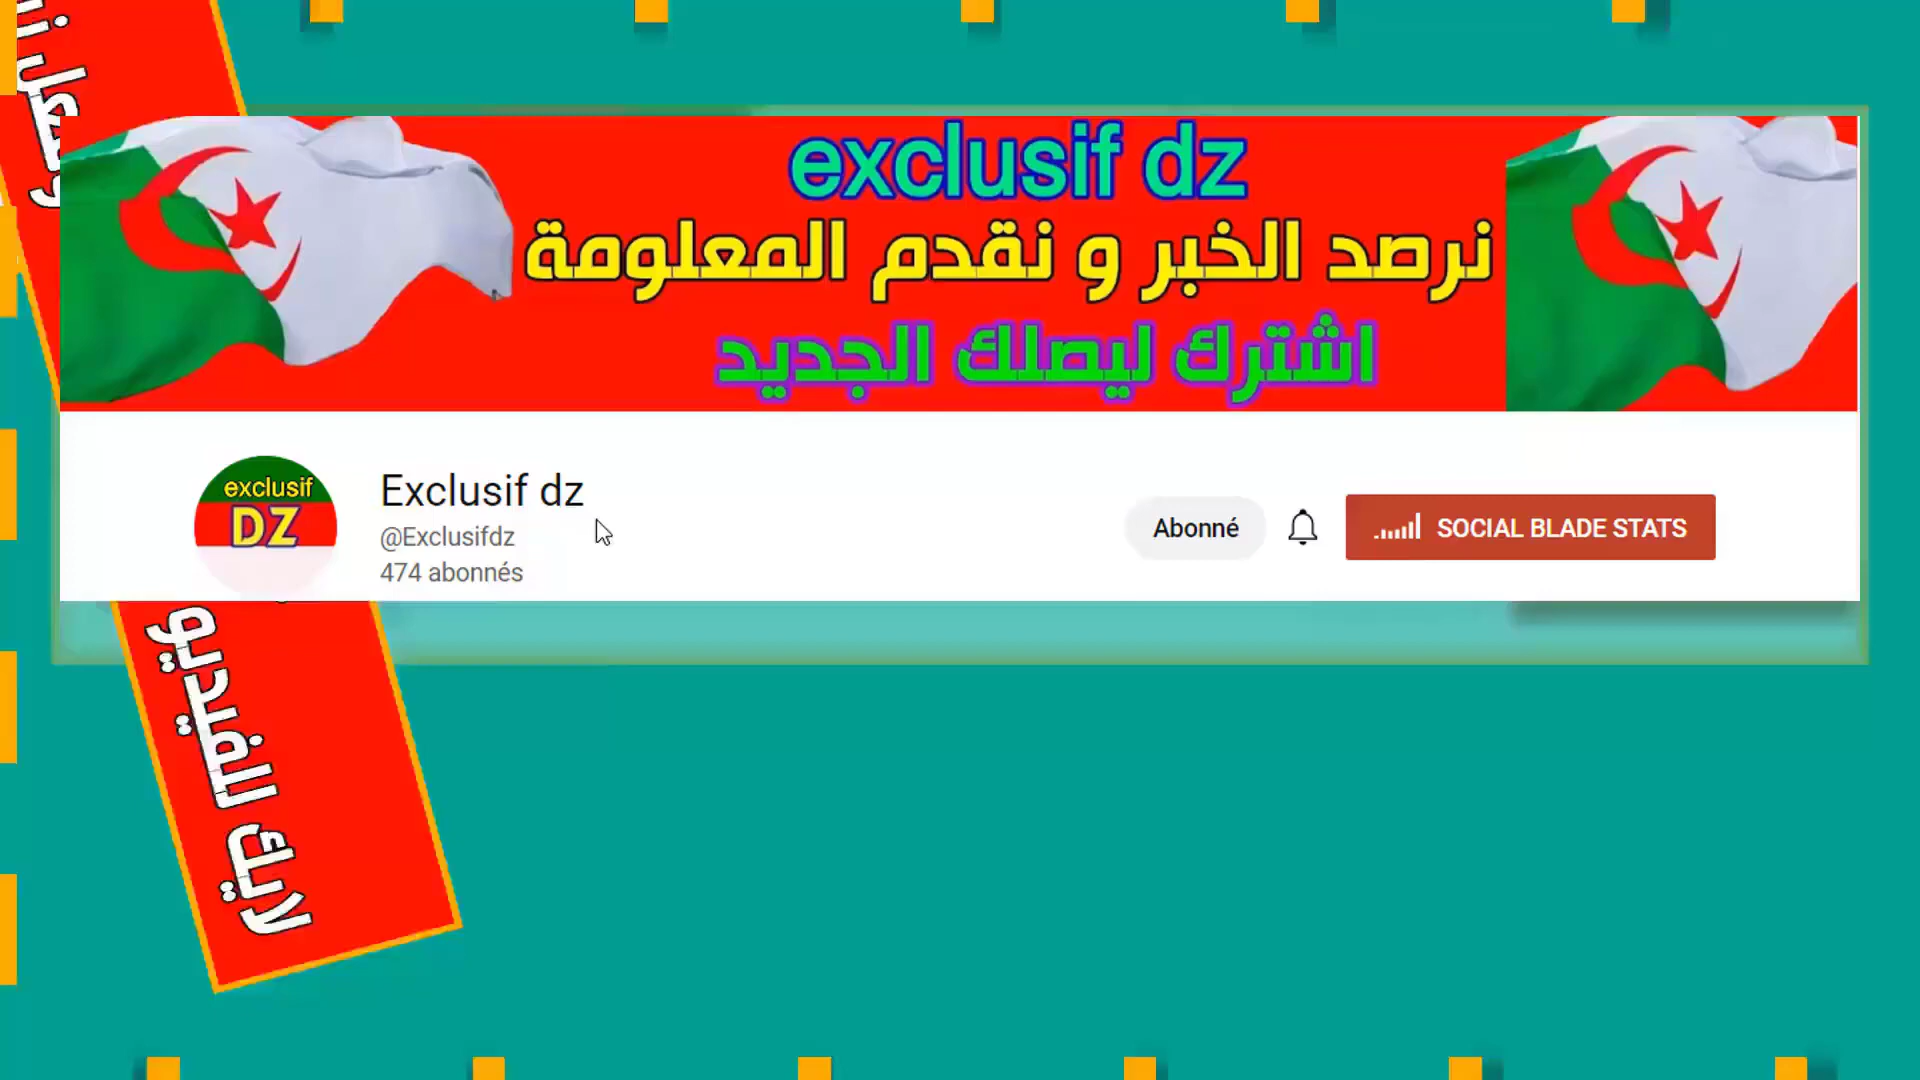 exclusif dz
نرصد الخبر و نقدم المعلومة
اشترك ليصلك الجديد
exclusif
DZ
Exclusif dz
@Exclusifdz
474 abonnés
Abonné
SOCIAL BLADE STATS
لايك الفيديو